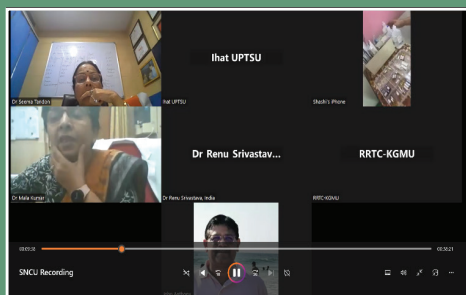 Ihat UPTSU
Dr Seema Tandon
Ihat UPTSU
Shashi's iPhone
Dr Renu Srivastav...
RRTC-KGMU
Dr Mala Kumar
Dr Renu Srivastava, India
RRTC-KGMU
SNCU Recording